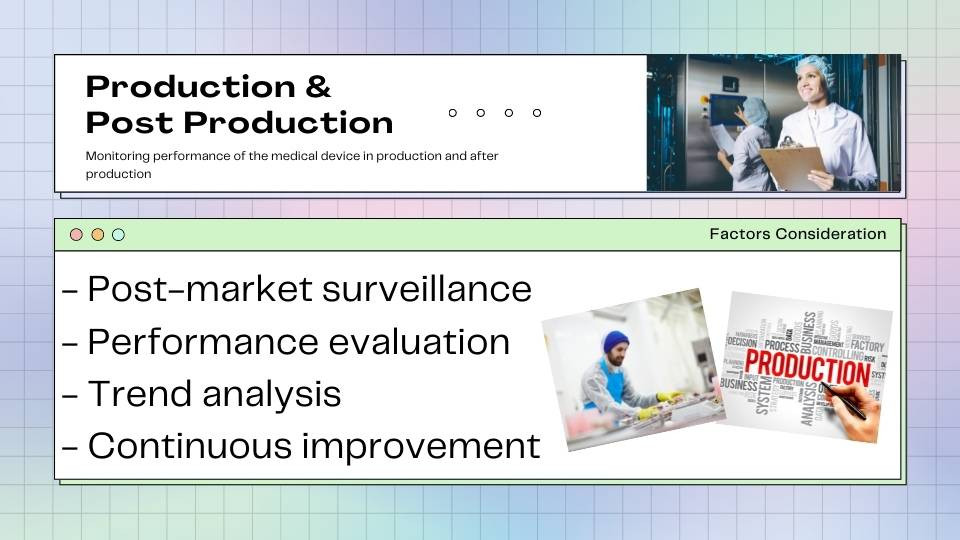 Production &
Post Production
Monitoring performance of the medical device in production and after
production
Factors Consideration
- Post-market surveillance
- Performance evaluation
- Trend analysis
- Continuous improvement
DECISION
PROCESS
DATA
BUSINESS
MANAGEMENT
CONTROLLING
RISK
FACTORY
PRODUCTION
BUSINESS
SYSTEM
ANALYSIS